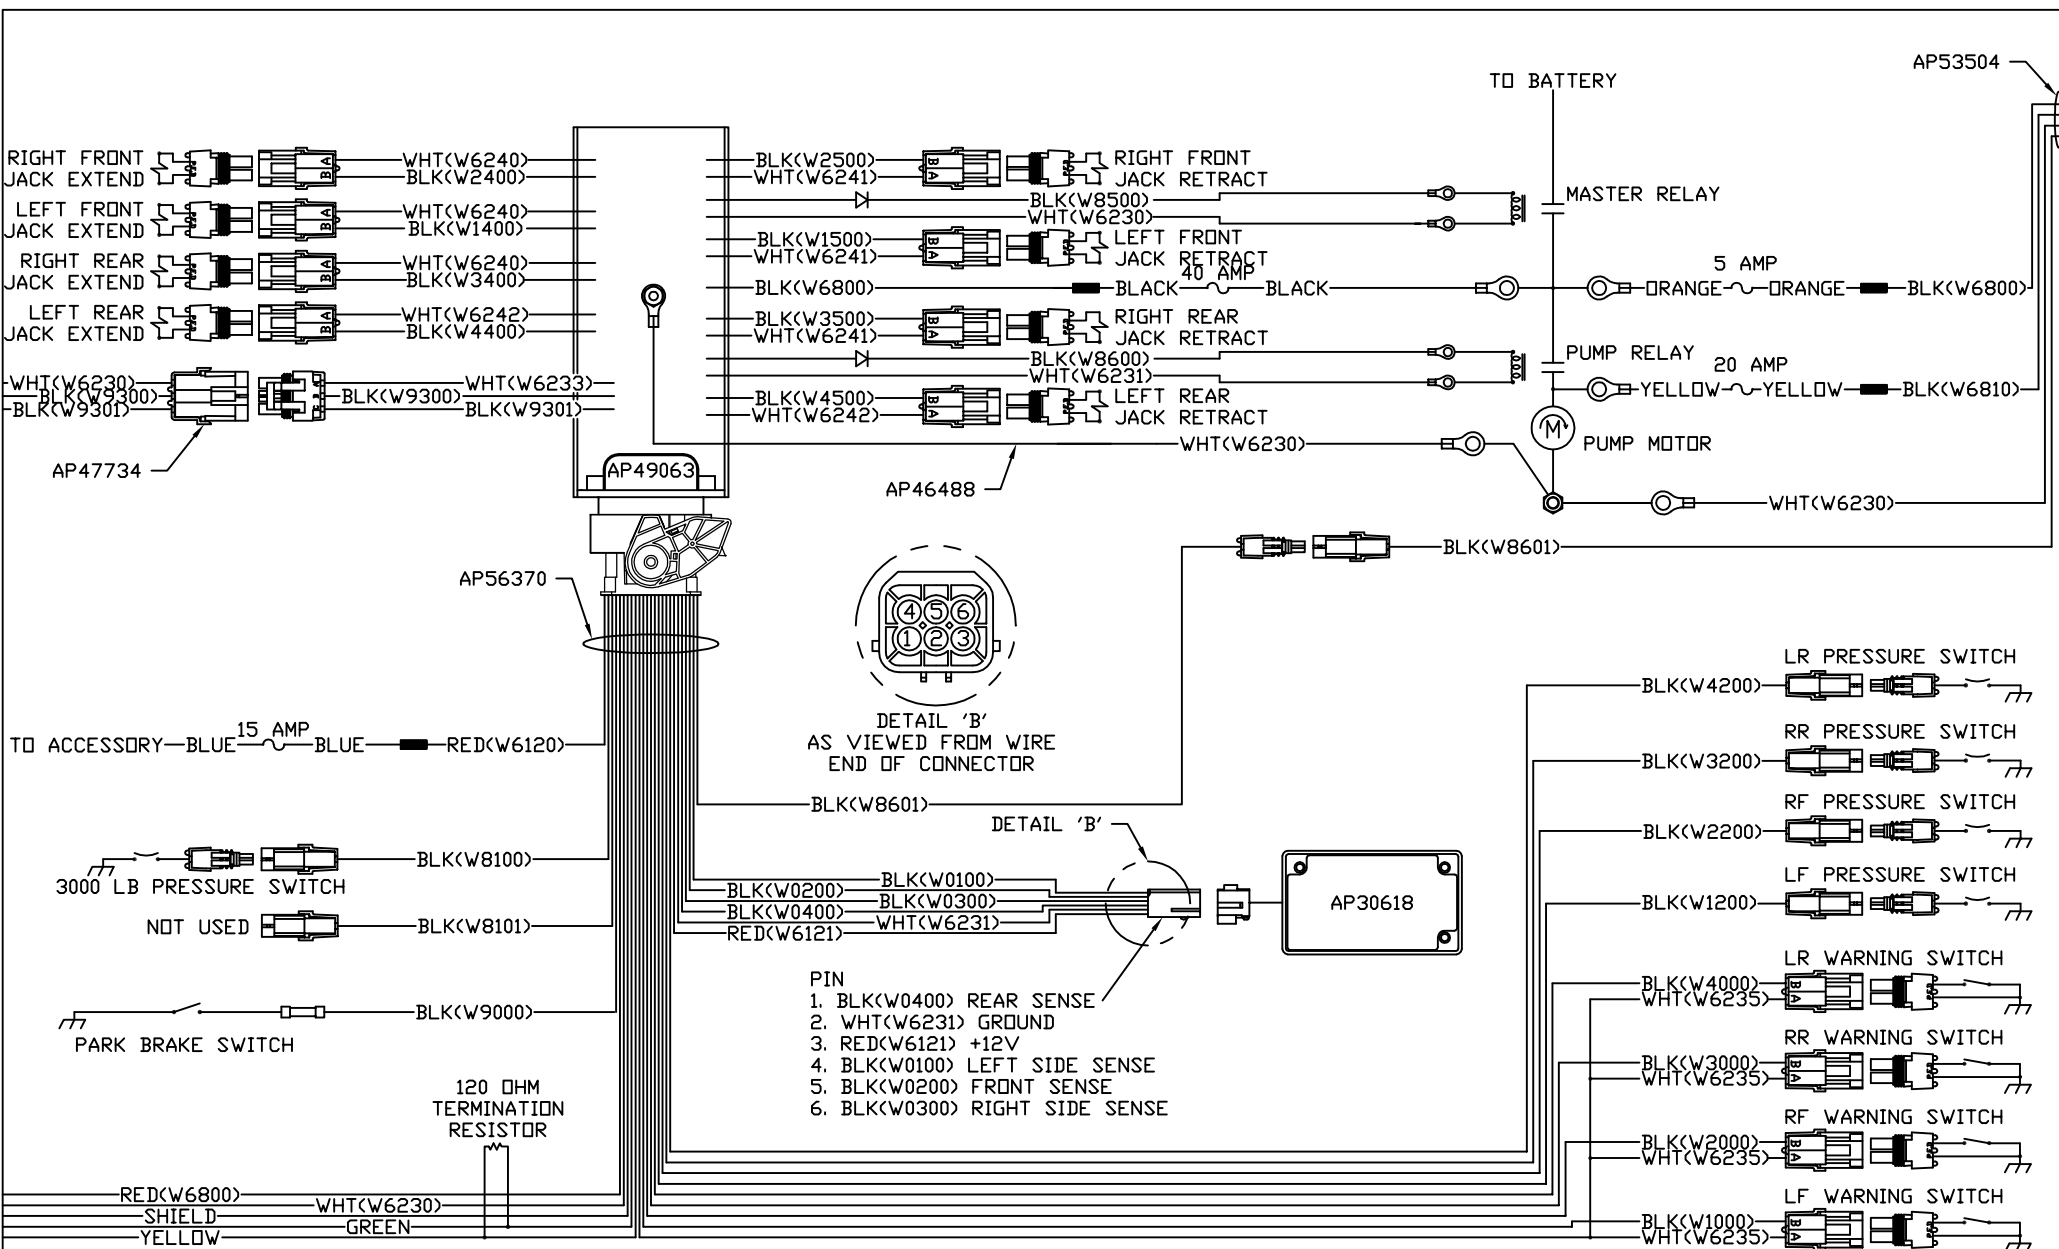 AP53504
TO BATTERY
RIGHT FRONT
JACK EXTEND
A
B
WHT(W6240)
BLK(W2400)
LEFT FRONT
JACK EXTEND
A
B
WHT(W6240)
BLK(W1400)
RIGHT REAR
JACK EXTEND
A
B
WHT(W6240)
BLK(W3400)
LEFT REAR
JACK EXTEND
A
B
WHT(W6242)
BLK(W4400)
WHT(W6230)
BLK(W9300)
BLK(W9301)
WHT(W6233)
BLK(W9300)
BLK(W9301)
AP47734
AP49063
BLK(W2500)
WHT(W6241)
B
A
RIGHT FRONT
JACK RETRACT
BLK(W8500)
WHT(W6230)
MASTER RELAY
BLK(W1500)
WHT(W6241)
B
A
LEFT FRONT
JACK RETRACT
BLK(W6800)
BLACK
40 AMP
BLACK
5 AMP
ORANGE
ORANGE
BLK(W6800)
BLK(W3500)
WHT(W6241)
B
A
RIGHT REAR
JACK RETRACT
BLK(W8600)
WHT(W6231)
PUMP RELAY
20 AMP
YELLOW
YELLOW
BLK(W6810)
BLK(W4500)
WHT(W6242)
B
A
LEFT REAR
JACK RETRACT
M
PUMP MOTOR
WHT(W6230)
AP46488
WHT(W6230)
BLK(W8601)
AP56370
4 5 6
1 2 3
DETAIL 'B'
AS VIEWED FROM WIRE
END OF CONNECTOR
TO ACCESSORY
BLUE
15 AMP
BLUE
RED(W6120)
BLK(W8601)
DETAIL 'B'
3000 LB PRESSURE SWITCH
BLK(W8100)
NOT USED
BLK(W8101)
BLK(W0100)
BLK(W0200)
BLK(W0300)
BLK(W0400)
WHT(W6231)
RED(W6121)
AP30618
PARK BRAKE SWITCH
BLK(W9000)
PIN
1. BLK(W0400) REAR SENSE
2. WHT(W6231) GROUND
3. RED(W6121) +12V
4. BLK(W0100) LEFT SIDE SENSE
5. BLK(W0200) FRONT SENSE
6. BLK(W0300) RIGHT SIDE SENSE
120 OHM
TERMINATION
RESISTOR
RED(W6800)
WHT(W6230)
SHIELD
GREEN
YELLOW
LR PRESSURE SWITCH
BLK(W4200)
RR PRESSURE SWITCH
BLK(W3200)
RF PRESSURE SWITCH
BLK(W2200)
LF PRESSURE SWITCH
BLK(W1200)
LR WARNING SWITCH
BLK(W4000)
WHT(W6235)
B
A
RR WARNING SWITCH
BLK(W3000)
WHT(W6235)
B
A
RF WARNING SWITCH
BLK(W2000)
WHT(W6235)
B
A
LF WARNING SWITCH
BLK(W1000)
WHT(W6235)
B
A